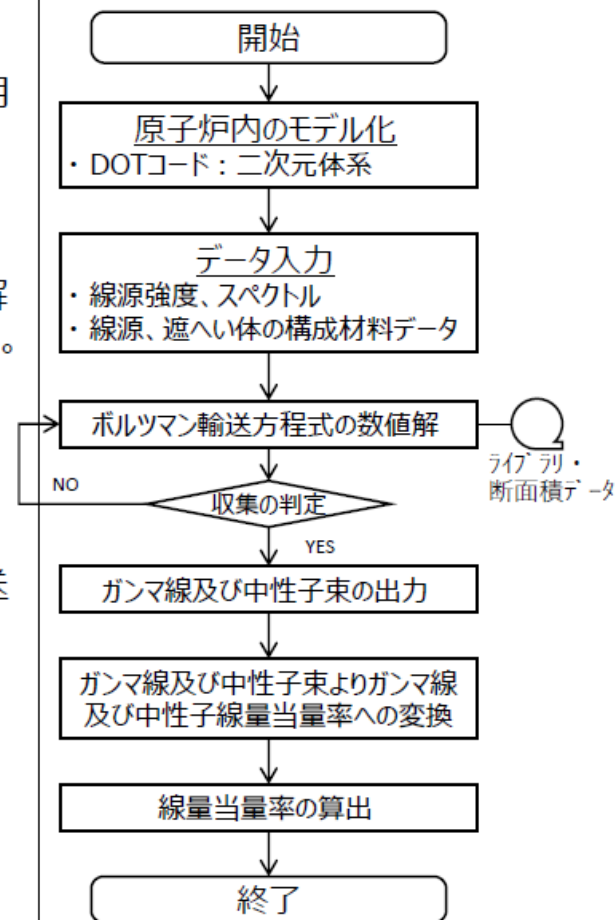 開始
月
原子炉内のモデル化
・DOTコード：二次元体系
データ入力
・線源強度、スペクトル
・線源、遮へい体の構成材料データ
解
。
ボルツマン輸送方程式の数値解
ライブラリ・
断面積データ
NO
収集の判定
YES
ガンマ線及び中性子束の出力
ガンマ線及び中性子束よりガンマ線
及び中性子線量当量率への変換
線量当量率の算出
終了